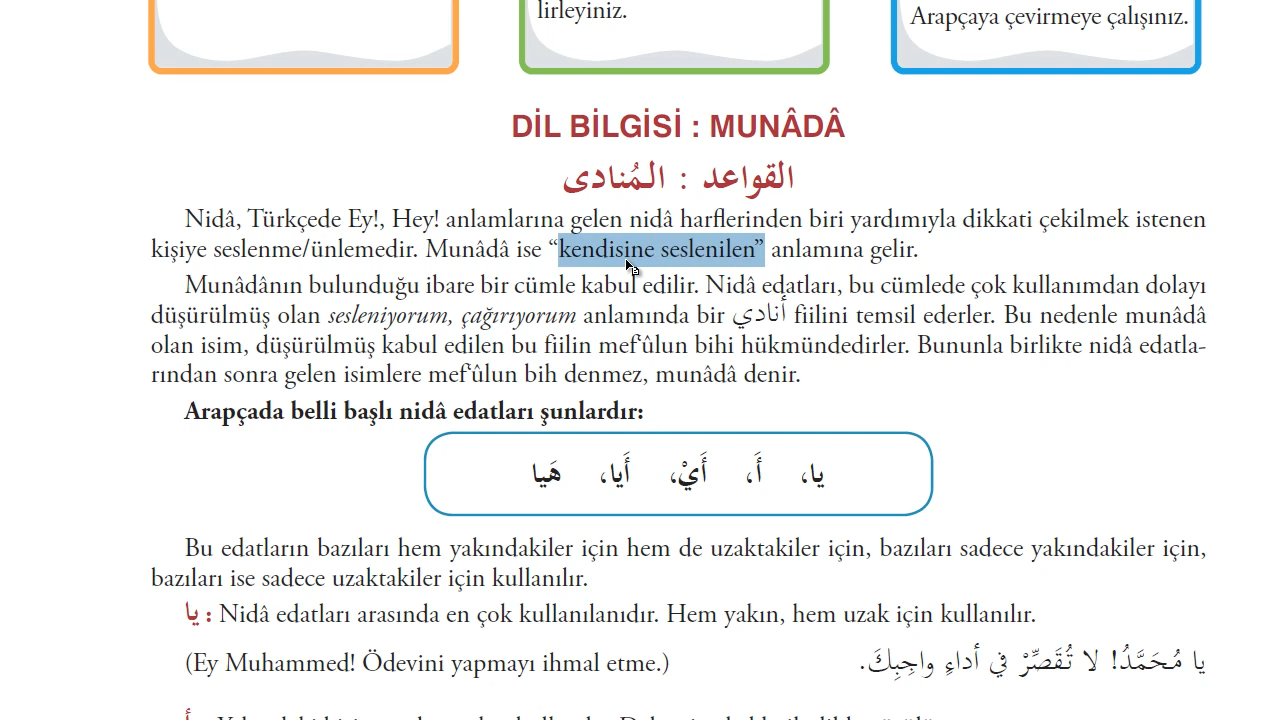 lirleyiniz.
Arapçaya çevirmeye çalışınız.
DİL BİLGİSİ : MUNÂDÂ
القواعد : الـمُنادى
Nidâ, Türkçede Ey!, Hey! anlamlarına gelen nidâ harflerinden biri yardımıyla dikkati çekilmek istenen
kişiye seslenme/ünlemedir. Munâdâ ise “kendisine seslenilen” anlamına gelir.
Munâdânın bulunduğu ibare bir cümle kabul edilir. Nidâ edatları, bu cümlede çok kullanımdan dolayı
düşürülmüş olan sesleniyorum, çağırıyorum anlamında bir أنادي fiilini temsil ederler. Bu nedenle munâdâ
olan isim, düşürülmüş kabul edilen bu fiilin mef‘ûlun bihi hükmündedirler. Bununla birlikte nidâ edatla-
rından sonra gelen isimlere mef‘ûlun bih denmez, munâdâ denir.
Arapçada belli başlı nidâ edatları şunlardır:
يا، أَ، أَيْ، أَيا، هَيا
Bu edatların bazıları hem yakındakiler için hem de uzaktakiler için, bazıları sadece yakındakiler için,
bazıları ise sadece uzaktakiler için kullanılır.
يا : Nidâ edatları arasında en çok kullanılanıdır. Hem yakın, hem uzak için kullanılır.
(Ey Muhammed! Ödevini yapmayı ihmal etme.) يا مُحَمَّدُ! لا تُقَصِّرْ في أداءِ واجِبِكَ.